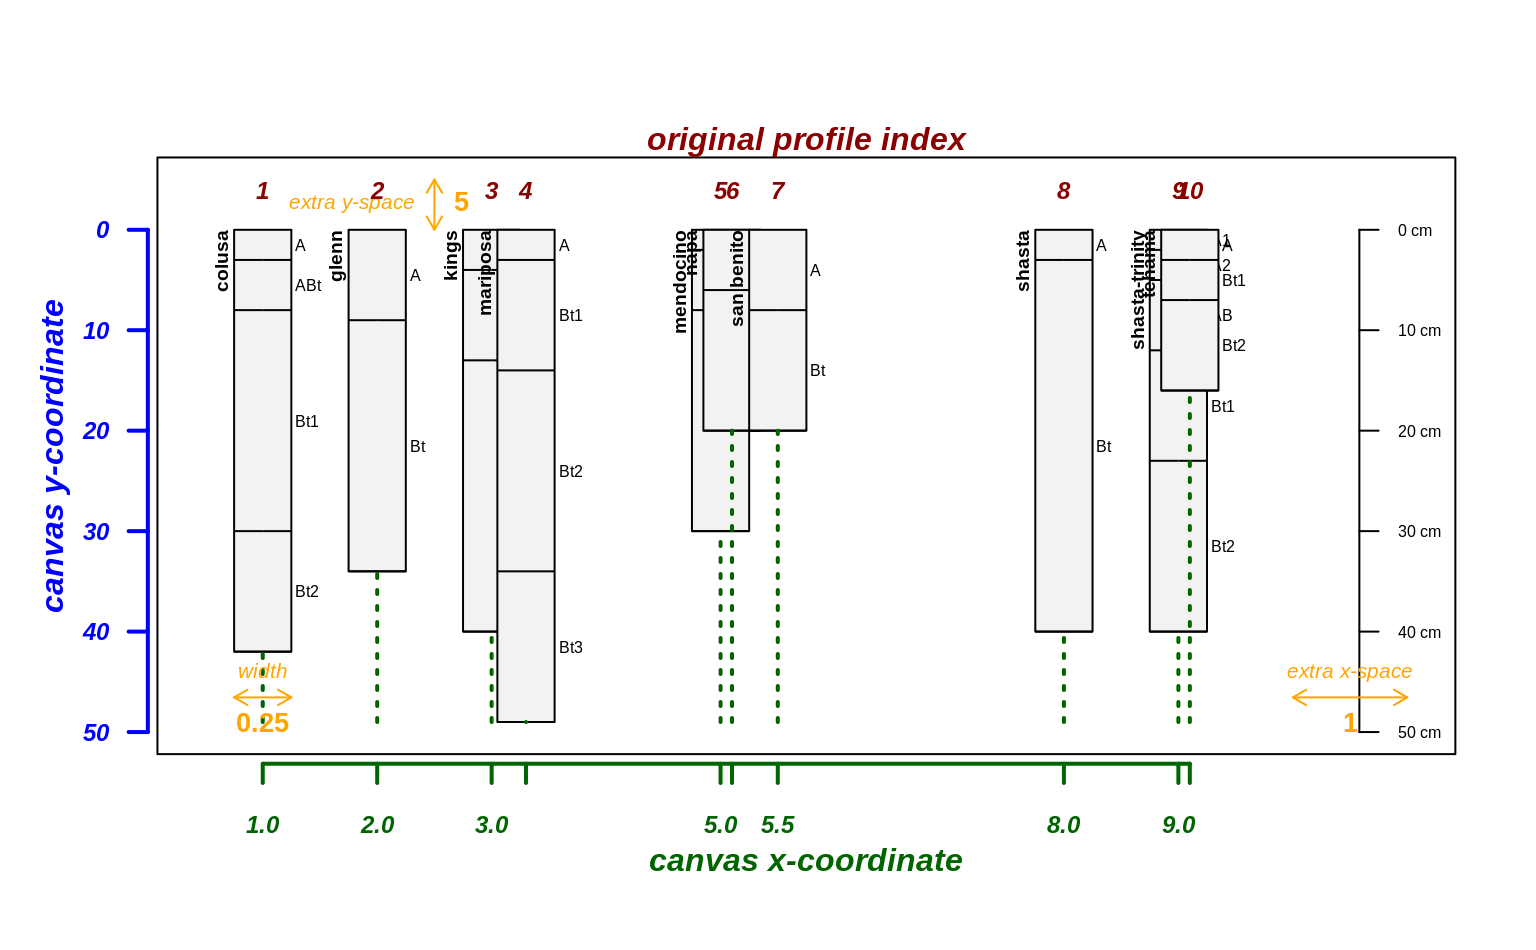 original profile index
1 2 3 4 5 6 7 8 9 10
extra y-space 5
canvas y-coordinate
0
10
20
30
40
50
colusa
A
ABt
Bt1
Bt2
glenn
A
Bt
kings
mariposa
A
Bt1
Bt2
Bt3
mendocino
napa
san benito
A
Bt
shasta
A
Bt
shasta-trinity
tehama
A
Bt1
Bt2
Bt1
Bt2
0 cm
10 cm
20 cm
30 cm
40 cm
50 cm
width
0.25
extra x-space
1
1.0 2.0 3.0 5.0 5.5 8.0 9.0
canvas x-coordinate